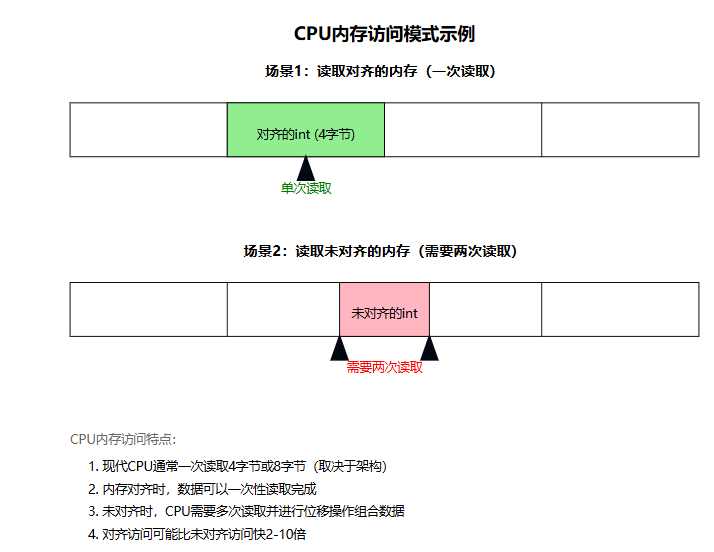 CPU内存访问模式示例
场景1：读取对齐的内存（一次读取）
对齐的int (4字节)
单次读取
场景2：读取未对齐的内存（需要两次读取）
未对齐的int
需要两次读取
CPU内存访问特点：
1. 现代CPU通常一次读取4字节或8字节（取决于架构）
2. 内存对齐时，数据可以一次性读取完成
3. 未对齐时，CPU需要多次读取并进行位移操作组合数据
4. 对齐访问可能比未对齐访问快2-10倍